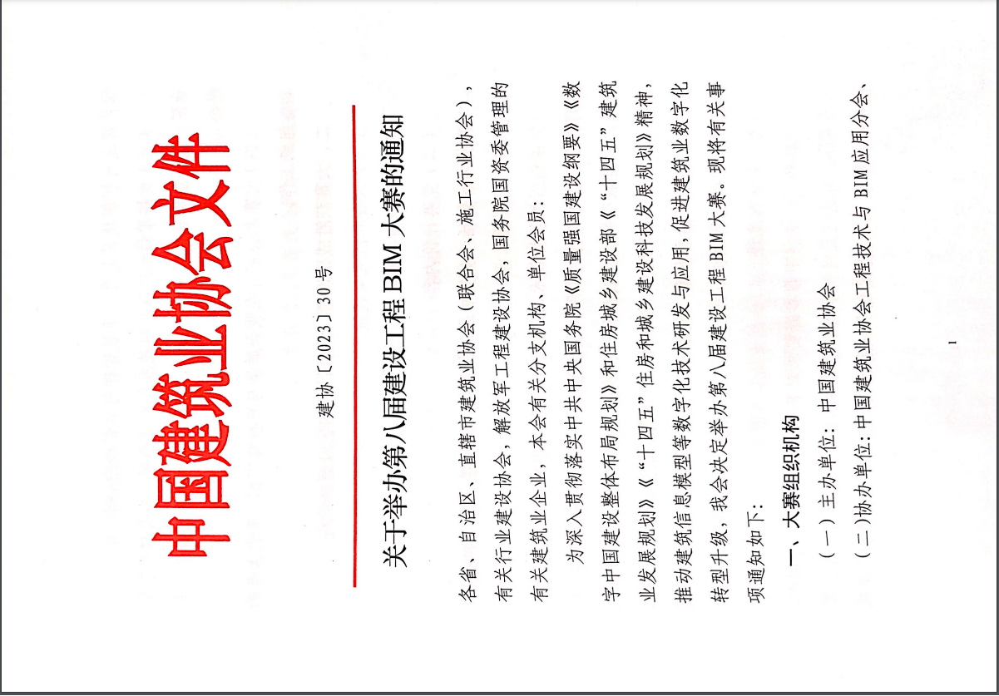 中国建筑业协会文件
建协〔2023〕30号
关于举办第八届建设工程BIM大赛的通知
各省、自治区、直辖市建筑业协会（联合会、施工行业协会），
有关行业建设协会，解放军工程建设协会，国务院国资委管理的
有关建筑业企业，本会有关分支机构、单位会员：
为深入贯彻落实中共中央国务院《质量强国建设纲要》《数
字中国建设整体布局规划》和住房城乡建设部《“十四五”建筑
业发展规划》《“十四五”住房和城乡建设科技发展规划》精神，
推动建筑信息模型等数字化技术研发与应用，促进建筑业数字化
转型升级，我会决定举办第八届建设工程BIM大赛。现将有关事
项通知如下：
一、大赛组织机构
（一）主办单位：中国建筑业协会
（二）协办单位：中国建筑业协会工程技术与BIM应用分会、
1